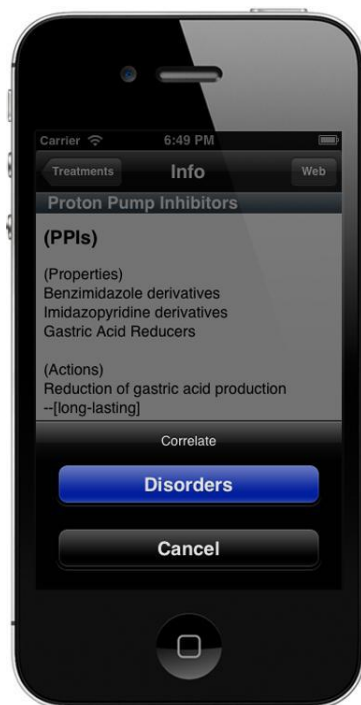 Carrier 6:49 PM
Treatments Info Web
Proton Pump Inhibitors
(PPIs)
(Properties)
Benzimidazole derivatives
Imidazopyridine derivatives
Gastric Acid Reducers
(Actions)
Reduction of gastric acid production
--[long-lasting]
Correlate
Disorders
Cancel